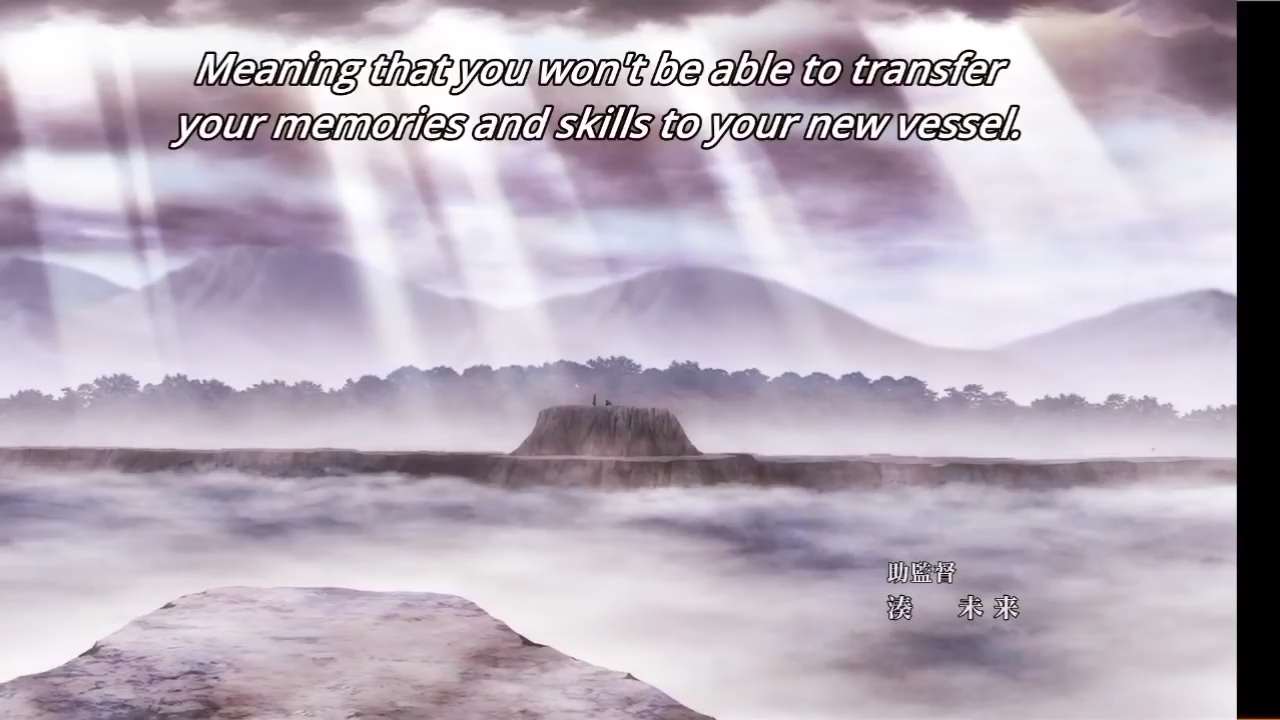 Meaning that you won't be able to transfer
your memories and skills to your new vessel.
助監督
湊 未来